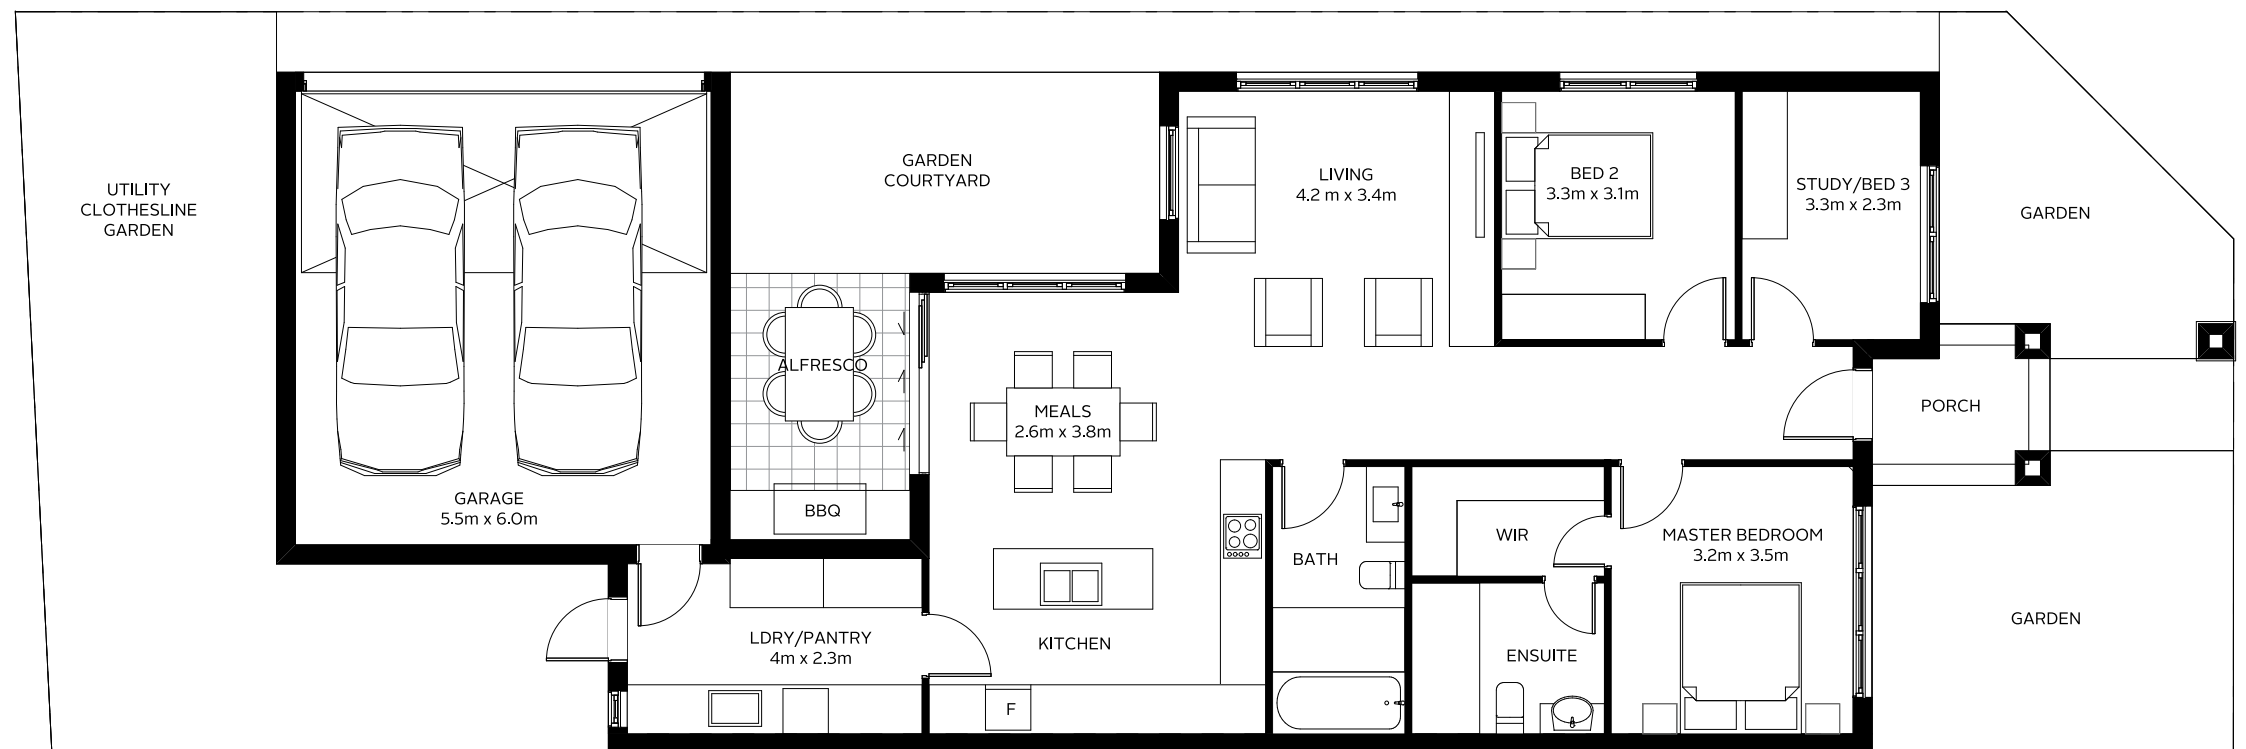 UTILITY
CLOTHESLINE
GARDEN
GARAGE
5.5m x 6.0m
GARDEN
COURTYARD
ALFRESCO
BBQ
LDRY/PANTRY
4m x 2.3m
MEALS
2.6m x 3.8m
KITCHEN
F
LIVING
4.2 m x 3.4m
BED 2
3.3m x 3.1m
STUDY/BED 3
3.3m x 2.3m
BATH
WIR
ENSUITE
MASTER BEDROOM
3.2m x 3.5m
PORCH
GARDEN
GARDEN